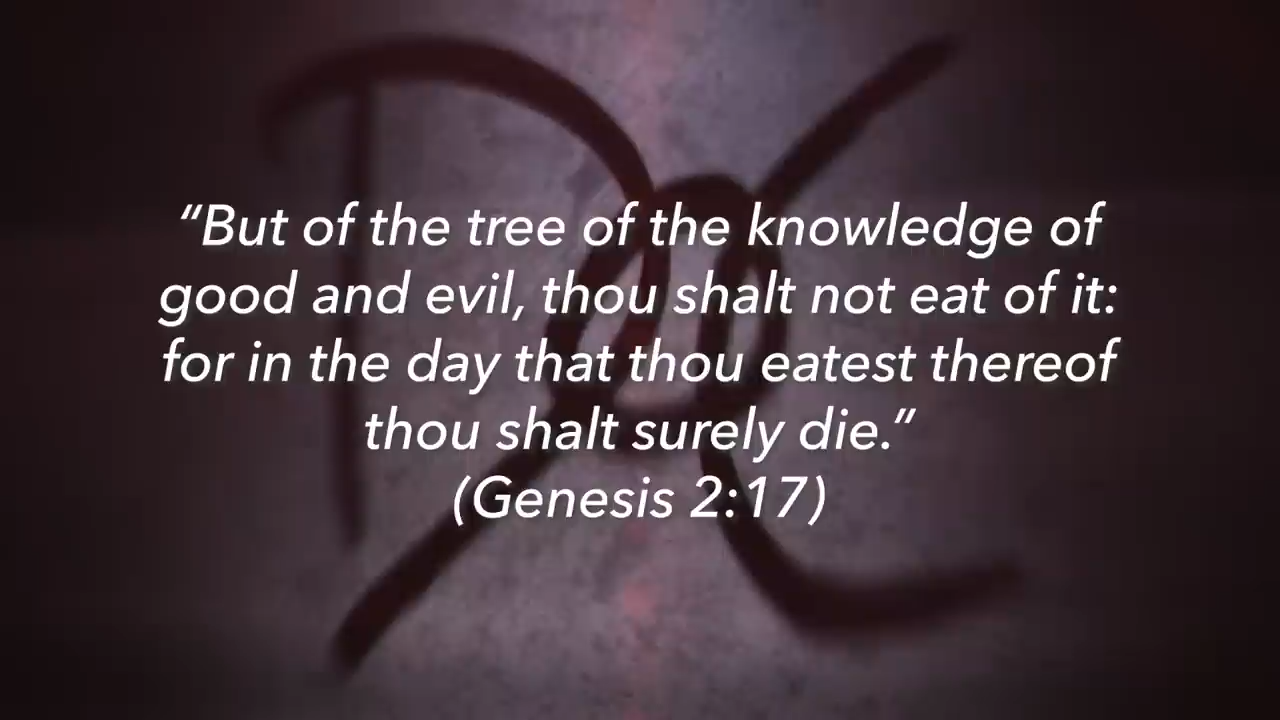 “But of the tree of the knowledge of
good and evil, thou shalt not eat of it:
for in the day that thou eatest thereof
thou shalt surely die.”
(Genesis 2:17)